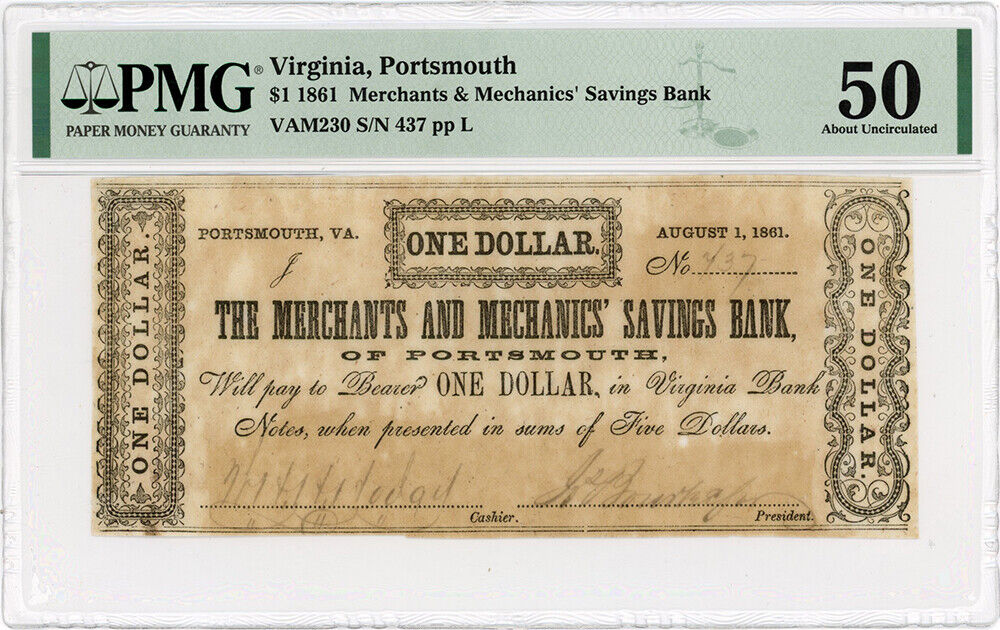 PMG®
PAPER MONEY GUARANTY
Virginia, Portsmouth
$1 1861 Merchants & Mechanics' Savings Bank
VAM230 S/N 437 pp L
50
About Uncirculated
ONE DOLLAR.
PORTSMOUTH, VA.
ONE DOLLAR.
AUGUST 1, 1861.
J
No 437
THE MERCHANTS AND MECHANICS' SAVINGS BANK,
OF PORTSMOUTH,
Will pay to Bearer ONE DOLLAR, in Virginia Bank
Notes, when presented in sums of Five Dollars.
Cashier.
President.
ONE DOLLAR.